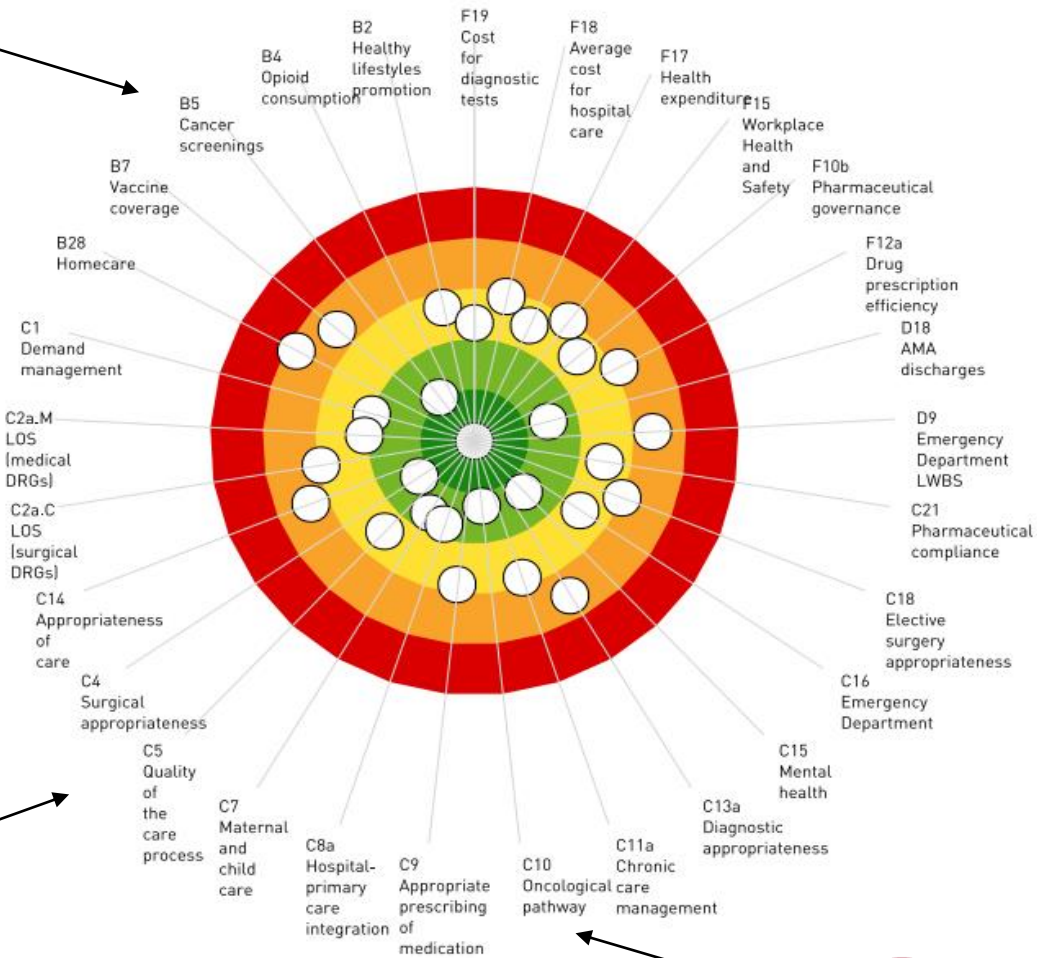 F19
Cost
for
diagnostic
tests
F18
Average
cost
for
hospital
care
F17
Health
expenditure
F15
Workplace
Health
and
Safety
F10b
Pharmaceutical
governance
F12a
Drug
prescription
efficiency
D18
AMA
discharges
D9
Emergency
Department
LWBS
C21
Pharmaceutical
compliance
C18
Elective
surgery
appropriateness
C16
Emergency
Department
C15
Mental
health
C13a
Diagnostic
appropriateness
C11a
Chronic
care
management
C10
Oncological
pathway
C9
Appropriate
prescribing
of
medication
C8a
Hospital-
primary
care
integration
C7
Maternal
and
child
care
C5
Quality
of
the
care
process
C4
Surgical
appropriateness
C14
Appropriateness
of
care
C2a.C
LOS
(surgical
DRGs)
C2a.M
LOS
(medical
DRGs)
C1
Demand
management
B28
Homecare
B7
Vaccine
coverage
B5
Cancer
screenings
B4
Opioid
consumption
B2
Healthy
lifestyles
promotion